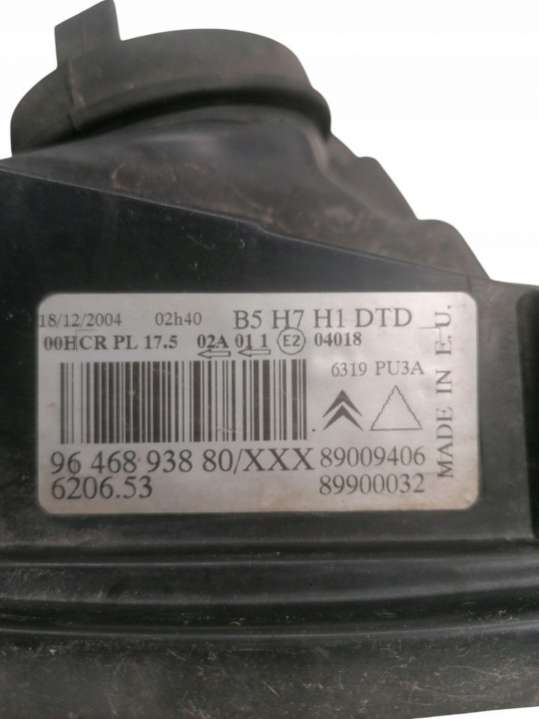 18/12/2004 02h40 B5 H7 H1 DTD
00HCR PL 17.5 02A 01 1 E2 04018
6319 PU3A
96 468 938 80/XXX 89009406
6206.53 89900032
MADE IN E. U.